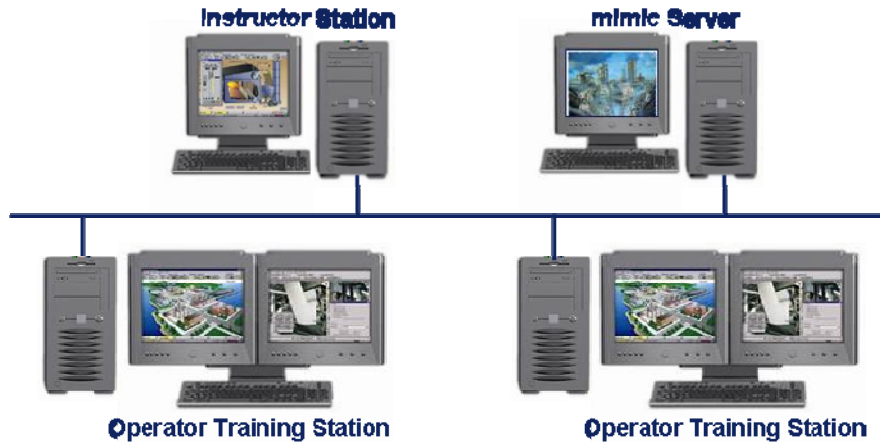 Instructor Station
mimic Server
Operator Training Station
Operator Training Station